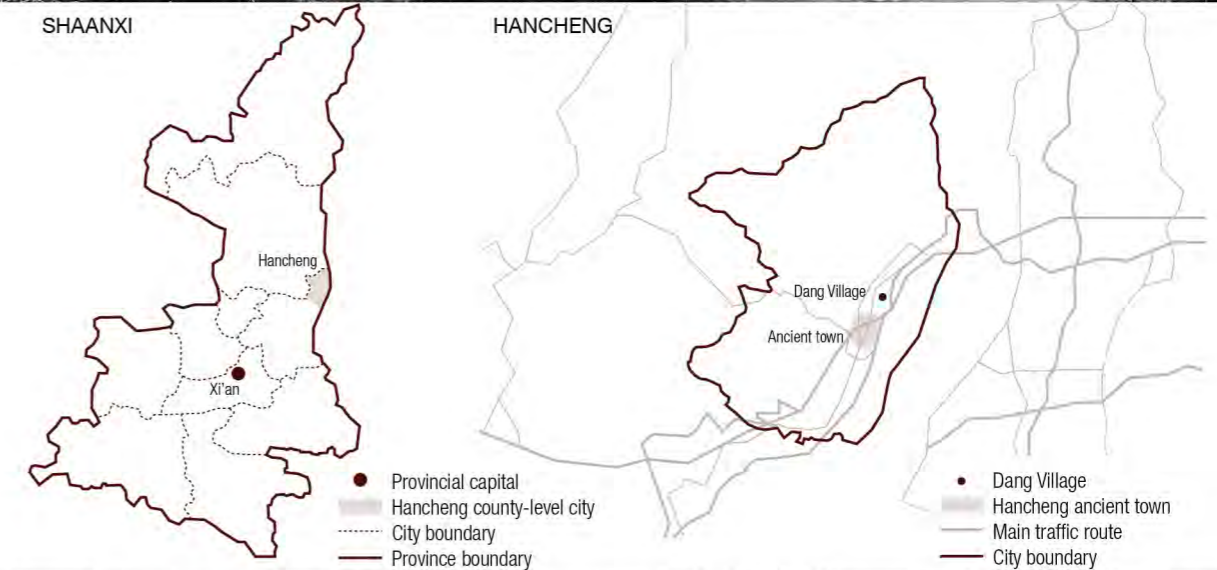 SHAANXI
Hancheng
Xi'an
Provincial capital
Hancheng county-level city
City boundary
Province boundary
HANCHENG
Dang Village
Ancient town
Dang Village
Hancheng ancient town
Main traffic route
City boundary